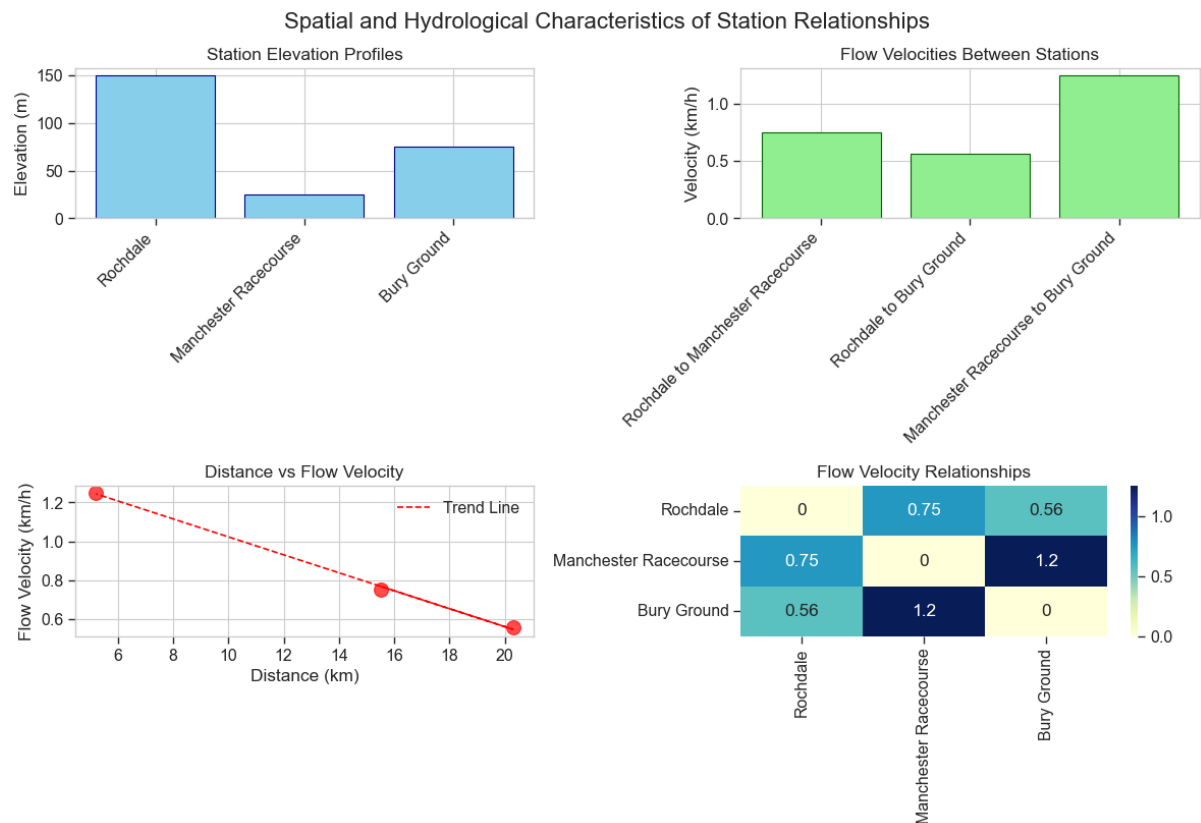 Spatial and Hydrological Characteristics of Station Relationships
Station Elevation Profiles
Elevation (m)
150
100
50
0
Rochdale
Manchester Racecourse
Bury Ground
Flow Velocities Between Stations
Velocity (km/h)
1.0
0.5
0.0
Rochdale to Manchester Racecourse
Rochdale to Bury Ground
Manchester Racecourse to Bury Ground
Distance vs Flow Velocity
Flow Velocity (km/h)
1.2
1.0
0.8
0.6
Trend Line
6 8 10 12 14 16 18 20
Distance (km)
Flow Velocity Relationships
Rochdale 0 0.75 0.56
Manchester Racecourse 0.75 0 1.2
Bury Ground 0.56 1.2 0
Rochdale
Manchester Racecourse
Bury Ground
1.0
0.5
0.0